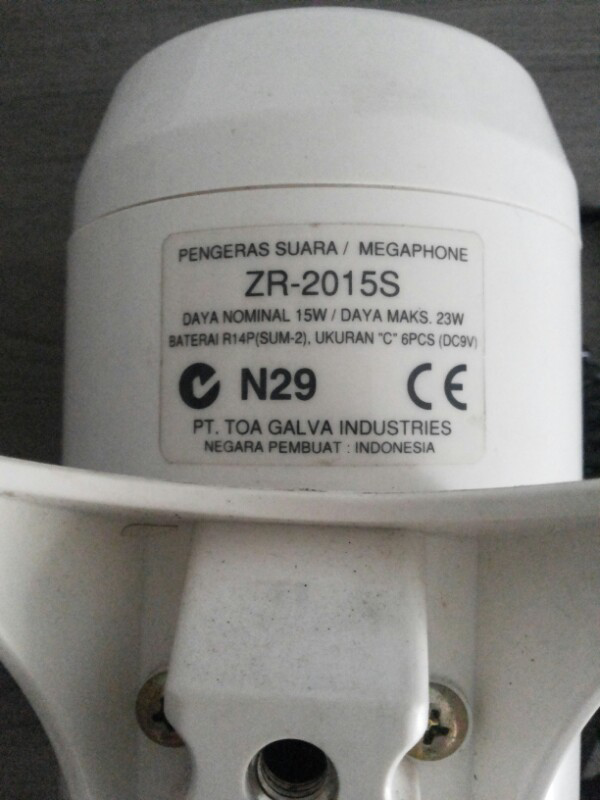 PENGERAS SUARA / MEGAPHONE
ZR-2015S
DAYA NOMINAL 15W / DAYA MAKS. 23W
BATERAI R14P(SUM-2), UKURAN "C" 6PCS (DC9V)
N29 CE
PT. TOA GALVA INDUSTRIES
NEGARA PEMBUAT : INDONESIA